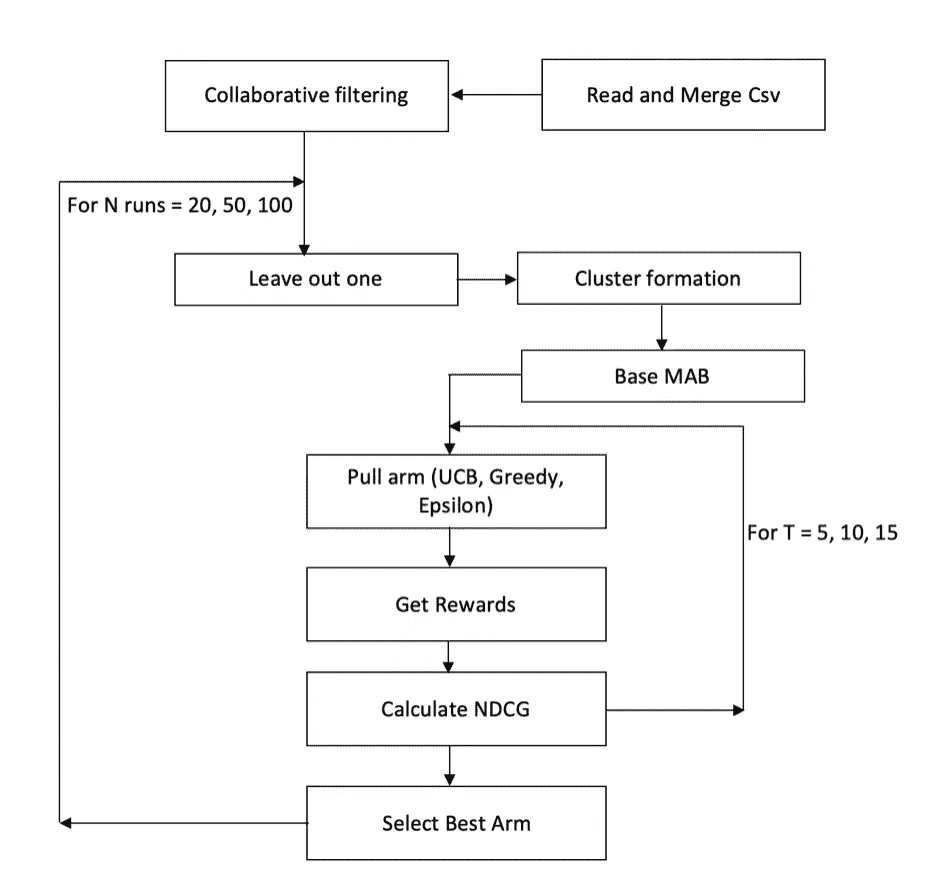 Collaborative filtering
Read and Merge Csv
For N runs = 20, 50, 100
Leave out one
Cluster formation
Base MAB
Pull arm (UCB, Greedy,
Epsilon)
For T = 5, 10, 15
Get Rewards
Calculate NDCG
Select Best Arm